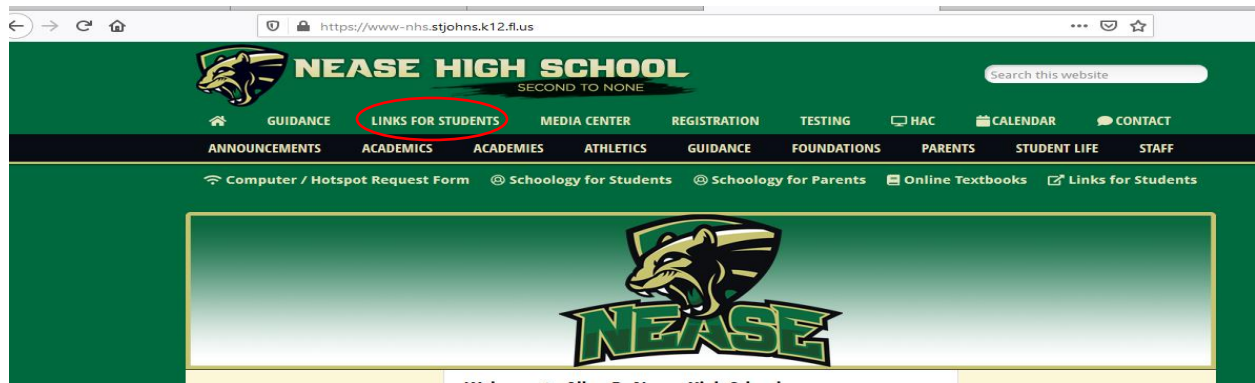 https://www-nhs.stjohns.k12.fl.us
NEASE HIGH SCHOOL
SECOND TO NONE
Search this website
GUIDANCE LINKS FOR STUDENTS MEDIA CENTER REGISTRATION TESTING HAC CALENDAR CONTACT
ANNOUNCEMENTS ACADEMICS ACADEMIES ATHLETICS GUIDANCE FOUNDATIONS PARENTS STUDENT LIFE STAFF
Computer / Hotspot Request Form Schoology for Students Schoology for Parents Online Textbooks Links for Students
NEASE